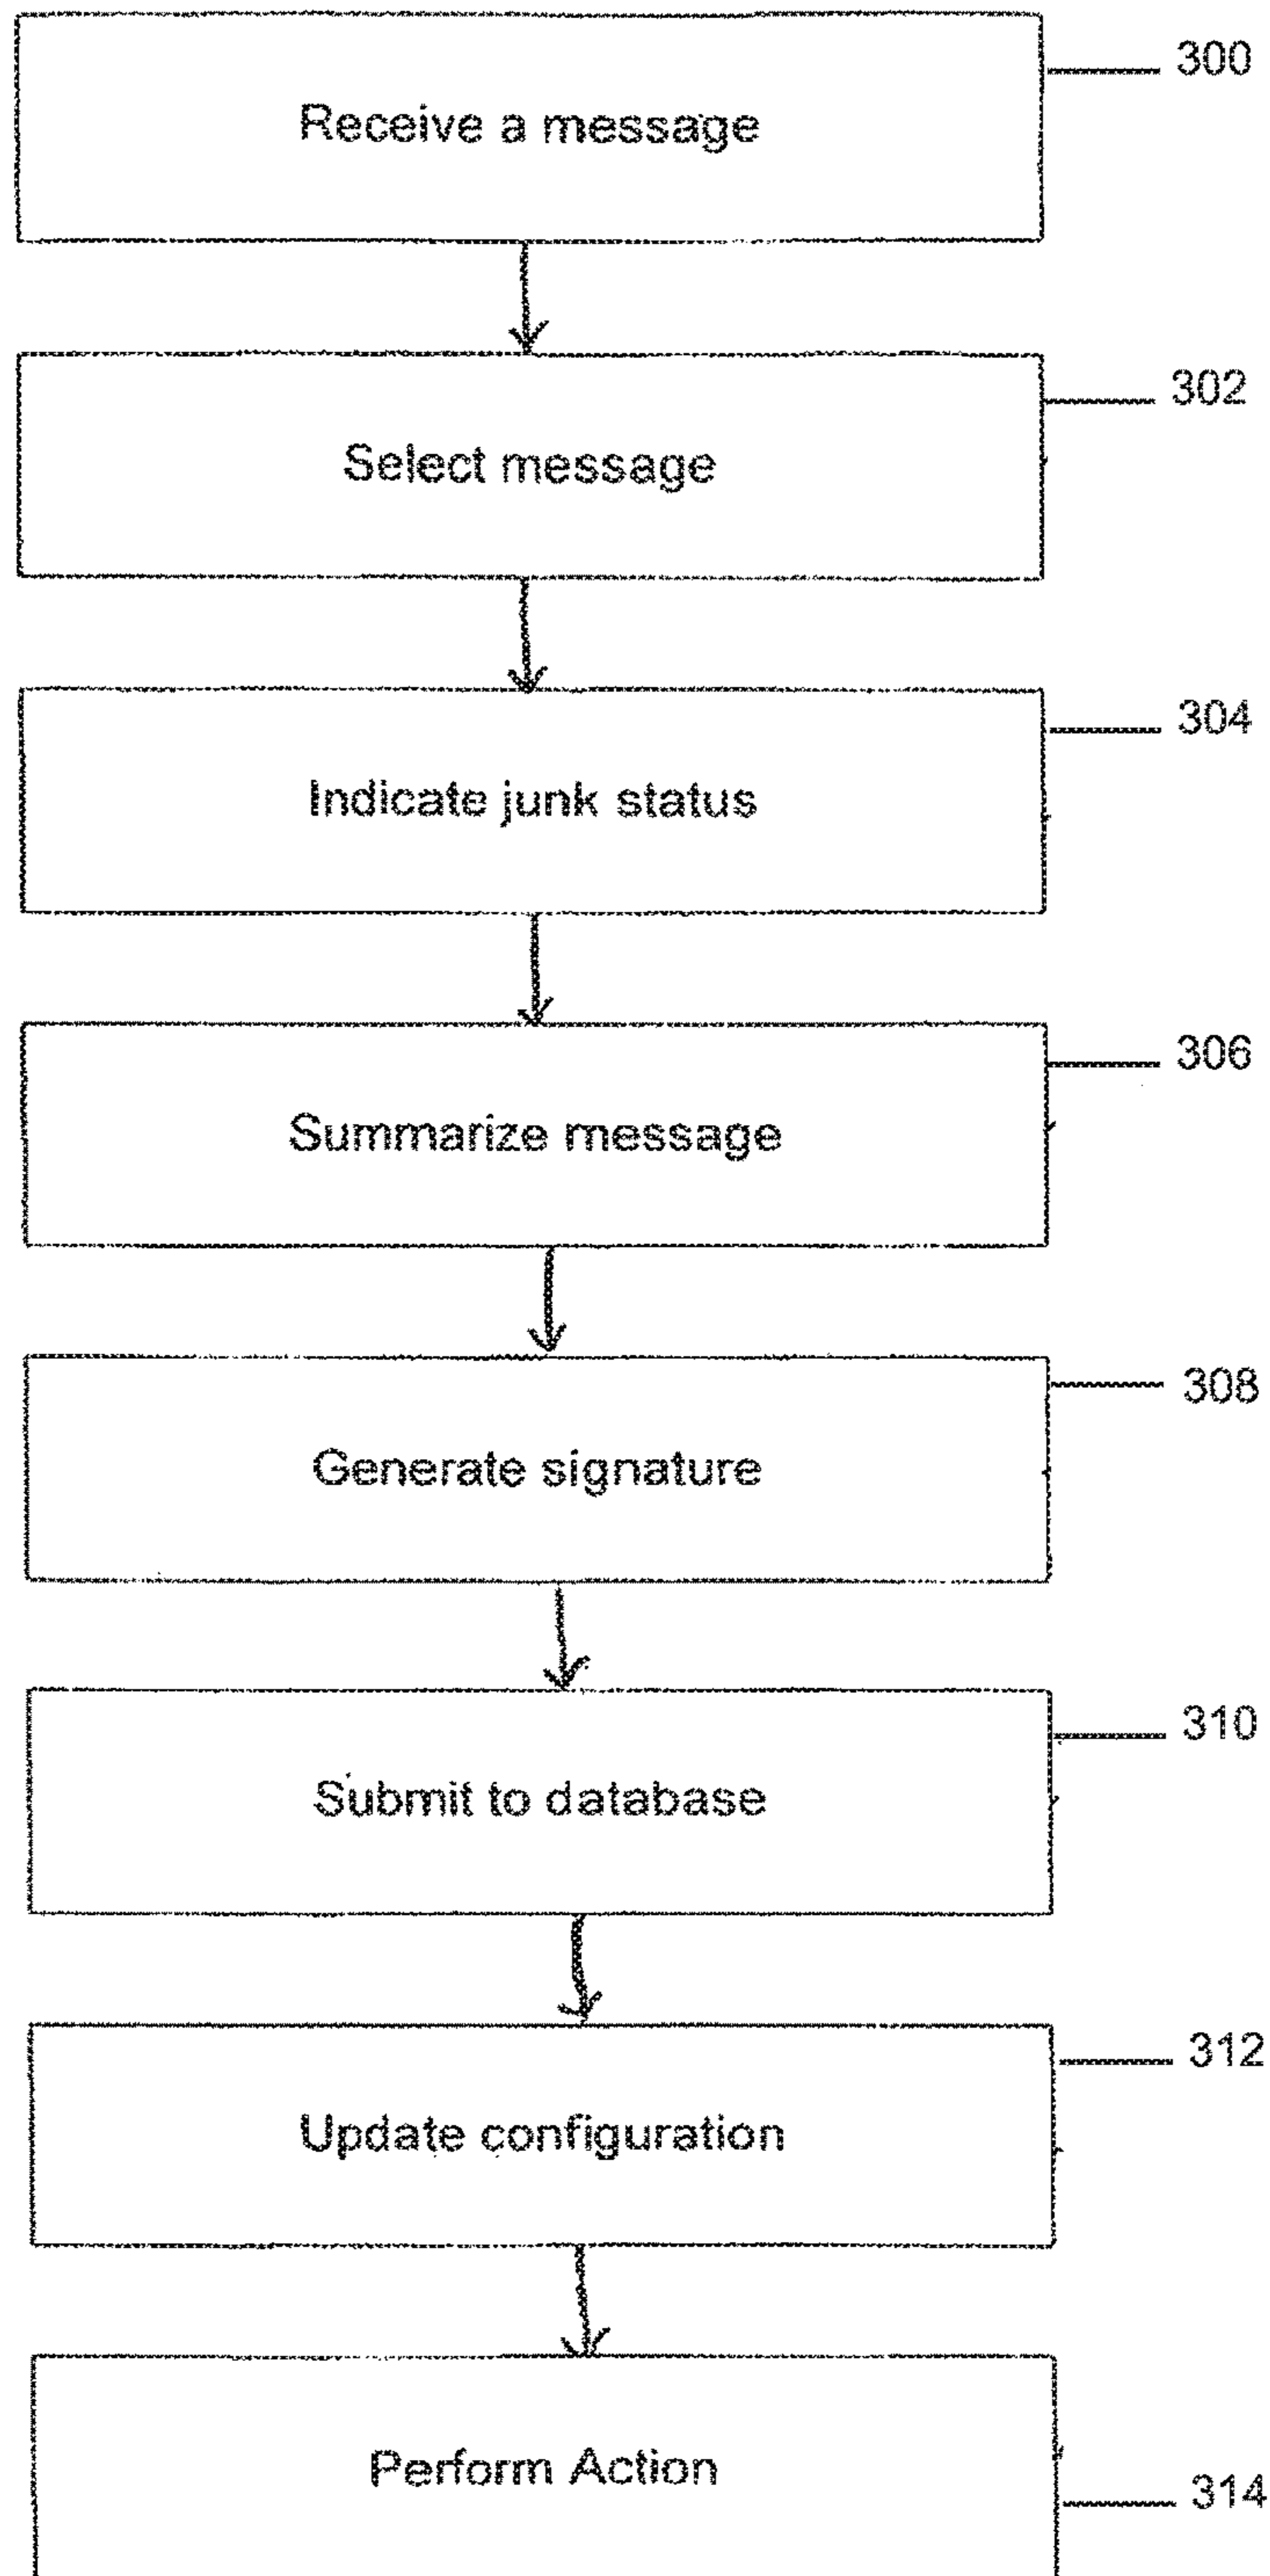 Receive a message
300
Select message
302
Indicate junk status
304
Summarize message
306
Generate signature
308
Submit to database
310
Update configuration
312
Perform Action
314